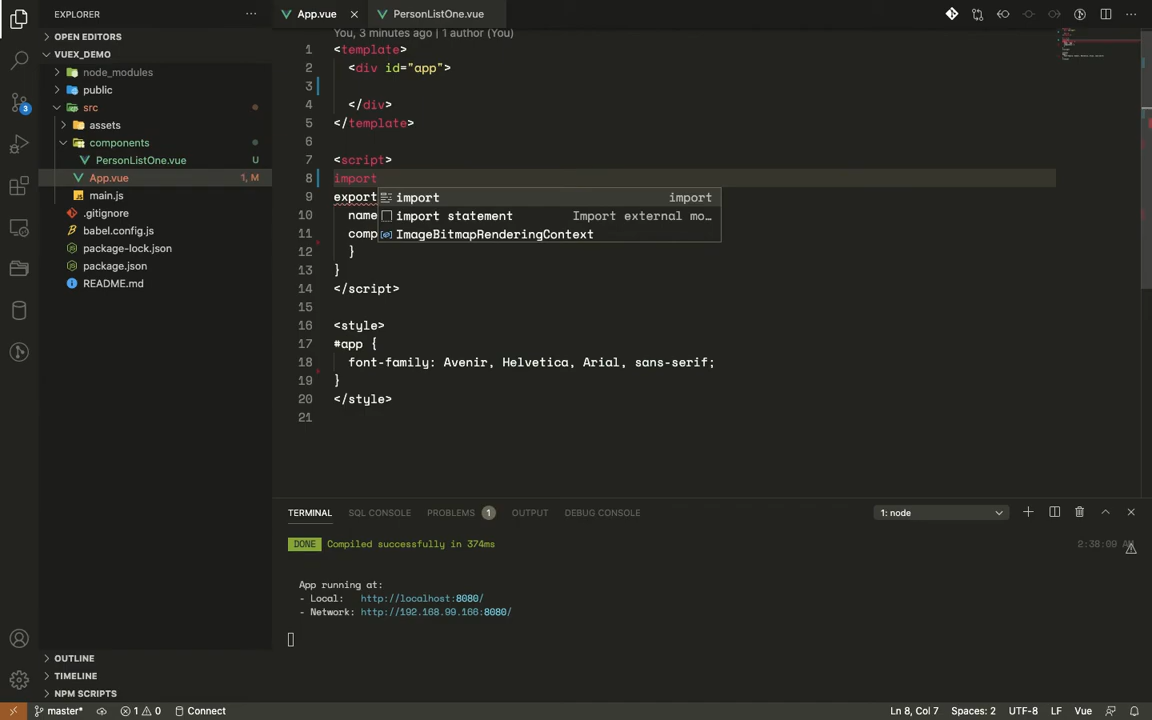 EXPLORER
OPEN EDITORS
VUEX_DEMO
node_modules
public
src
assets
components
PersonListOne.vue U
App.vue 1, M
main.js
.gitignore
babel.config.js
package-lock.json
package.json
README.md
OUTLINE
TIMELINE
NPM SCRIPTS
3
App.vue
PersonListOne.vue
You, 3 minutes ago | 1 author (You)
1 <template>
2 <div id="app">
3
4 </div>
5 </template>
6
7 <script>
8 import
9 export
10 name
11 comp
12 }
13 }
14 </script>
15
16 <style>
17 #app {
18 font-family: Avenir, Helvetica, Arial, sans-serif;
19 }
20 </style>
21
import import
import statement Import external mo…
ImageBitmapRenderingContext
TERMINAL SQL CONSOLE PROBLEMS 1 OUTPUT DEBUG CONSOLE 1: node
DONE Compiled successfully in 374ms 2:38:09
App running at:
- Local: http://localhost:8080/
- Network: http://192.168.99.166:8080/
master* 1 0 Connect Ln 8, Col 7 Spaces: 2 UTF-8 LF Vue